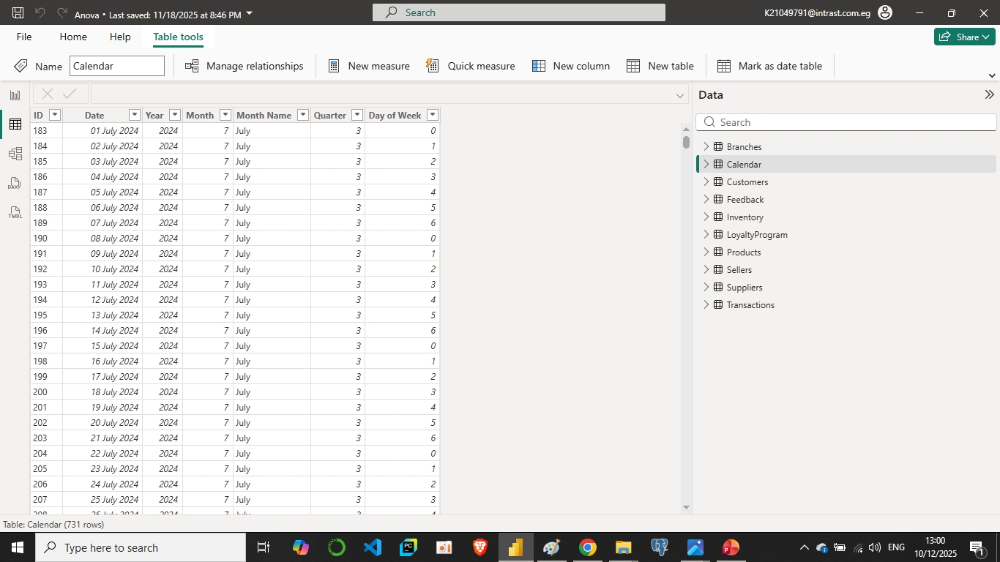 Anova • Last saved: 11/18/2025 at 8:46 PM
Search
K21049791@intrast.com.eg
File Home Help Table tools
Share
Name Calendar Manage relationships New measure Quick measure New column New table Mark as date table
Data
Search
Branches
Calendar
Customers
Feedback
Inventory
LoyaltyProgram
Products
Sellers
Suppliers
Transactions
DAX
TMDL
ID Date Year Month Month Name Quarter Day of Week
183 01 July 2024 2024 7 July 3 0
184 02 July 2024 2024 7 July 3 1
185 03 July 2024 2024 7 July 3 2
186 04 July 2024 2024 7 July 3 3
187 05 July 2024 2024 7 July 3 4
188 06 July 2024 2024 7 July 3 5
189 07 July 2024 2024 7 July 3 6
190 08 July 2024 2024 7 July 3 0
191 09 July 2024 2024 7 July 3 1
192 10 July 2024 2024 7 July 3 2
193 11 July 2024 2024 7 July 3 3
194 12 July 2024 2024 7 July 3 4
195 13 July 2024 2024 7 July 3 5
196 14 July 2024 2024 7 July 3 6
197 15 July 2024 2024 7 July 3 0
198 16 July 2024 2024 7 July 3 1
199 17 July 2024 2024 7 July 3 2
200 18 July 2024 2024 7 July 3 3
201 19 July 2024 2024 7 July 3 4
202 20 July 2024 2024 7 July 3 5
203 21 July 2024 2024 7 July 3 6
204 22 July 2024 2024 7 July 3 0
205 23 July 2024 2024 7 July 3 1
206 24 July 2024 2024 7 July 3 2
207 25 July 2024 2024 7 July 3 3
208 26 July 2024 2024 7 July 3 4
Table: Calendar (731 rows)
Type here to search
PC
P
ENG
13:00
10/12/2025
1